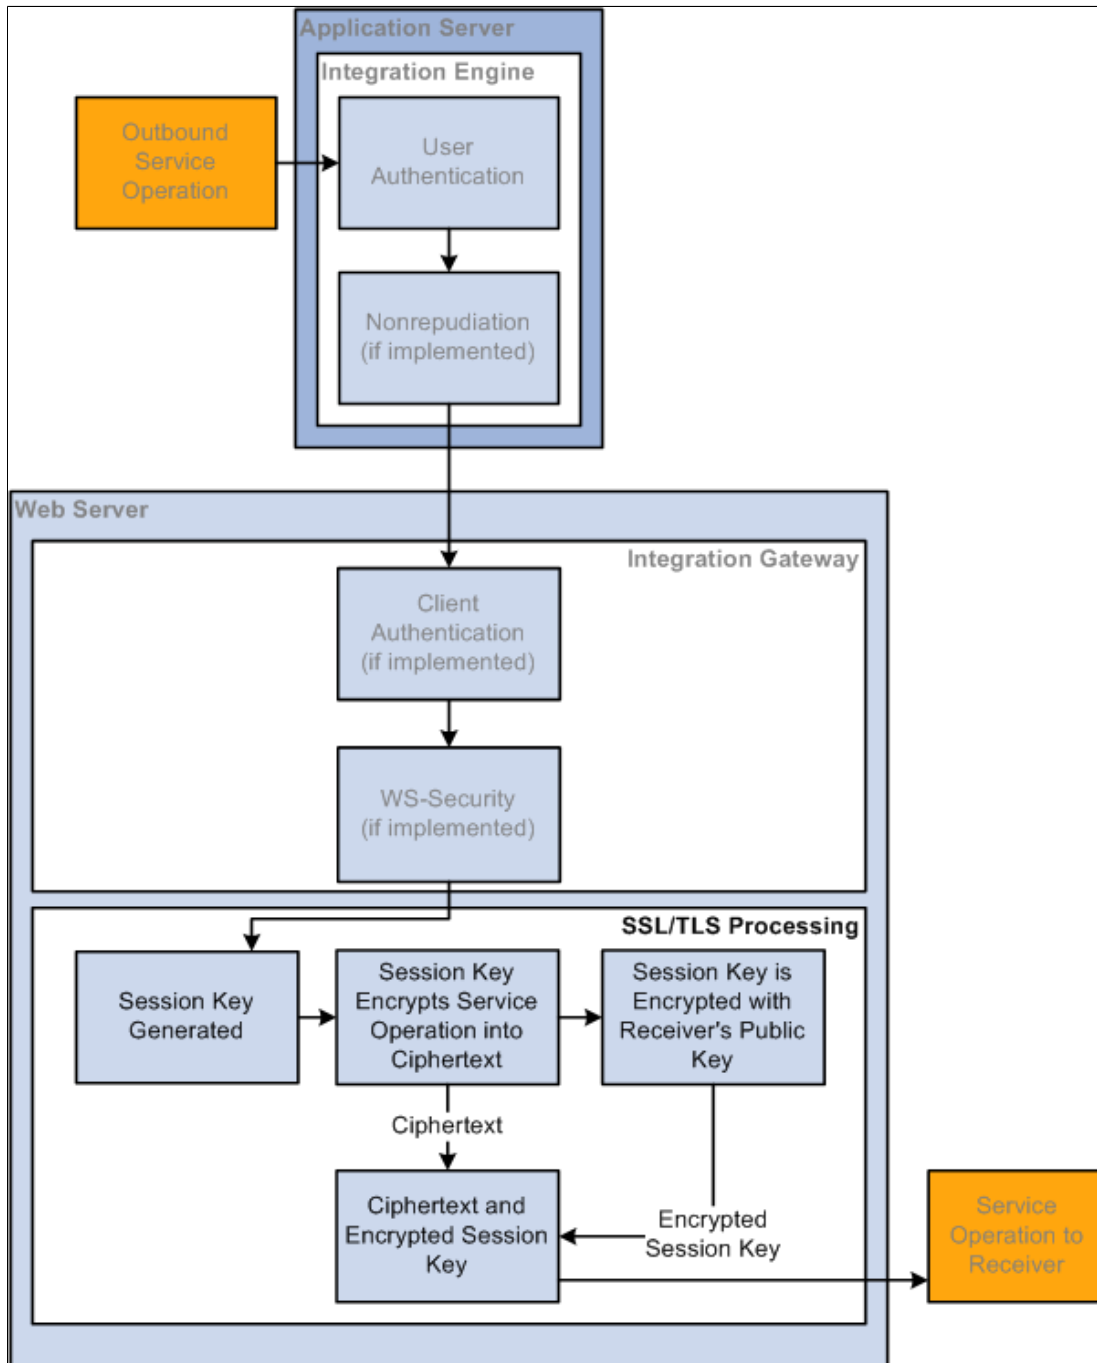 Application Server
Integration Engine
Outbound
Service
Operation
User
Authentication
Nonrepudiation
(if implemented)
Web Server
Integration Gateway
Client
Authentication
(if implemented)
WS-Security
(if implemented)
SSL/TLS Processing
Session Key
Generated
Session Key
Encrypts Service
Operation into
Ciphertext
Session Key is
Encrypted with
Receiver's Public
Key
Ciphertext
Ciphertext and
Encrypted Session
Key
Encrypted
Session Key
Service
Operation to
Receiver